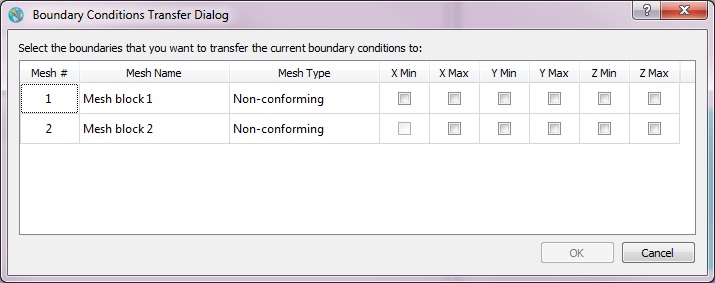 Boundary Conditions Transfer Dialog
Select the boundaries that you want to transfer the current boundary conditions to:
Mesh # Mesh Name Mesh Type X Min X Max Y Min Y Max Z Min Z Max
1 Mesh block 1 Non-conforming
2 Mesh block 2 Non-conforming
OK Cancel